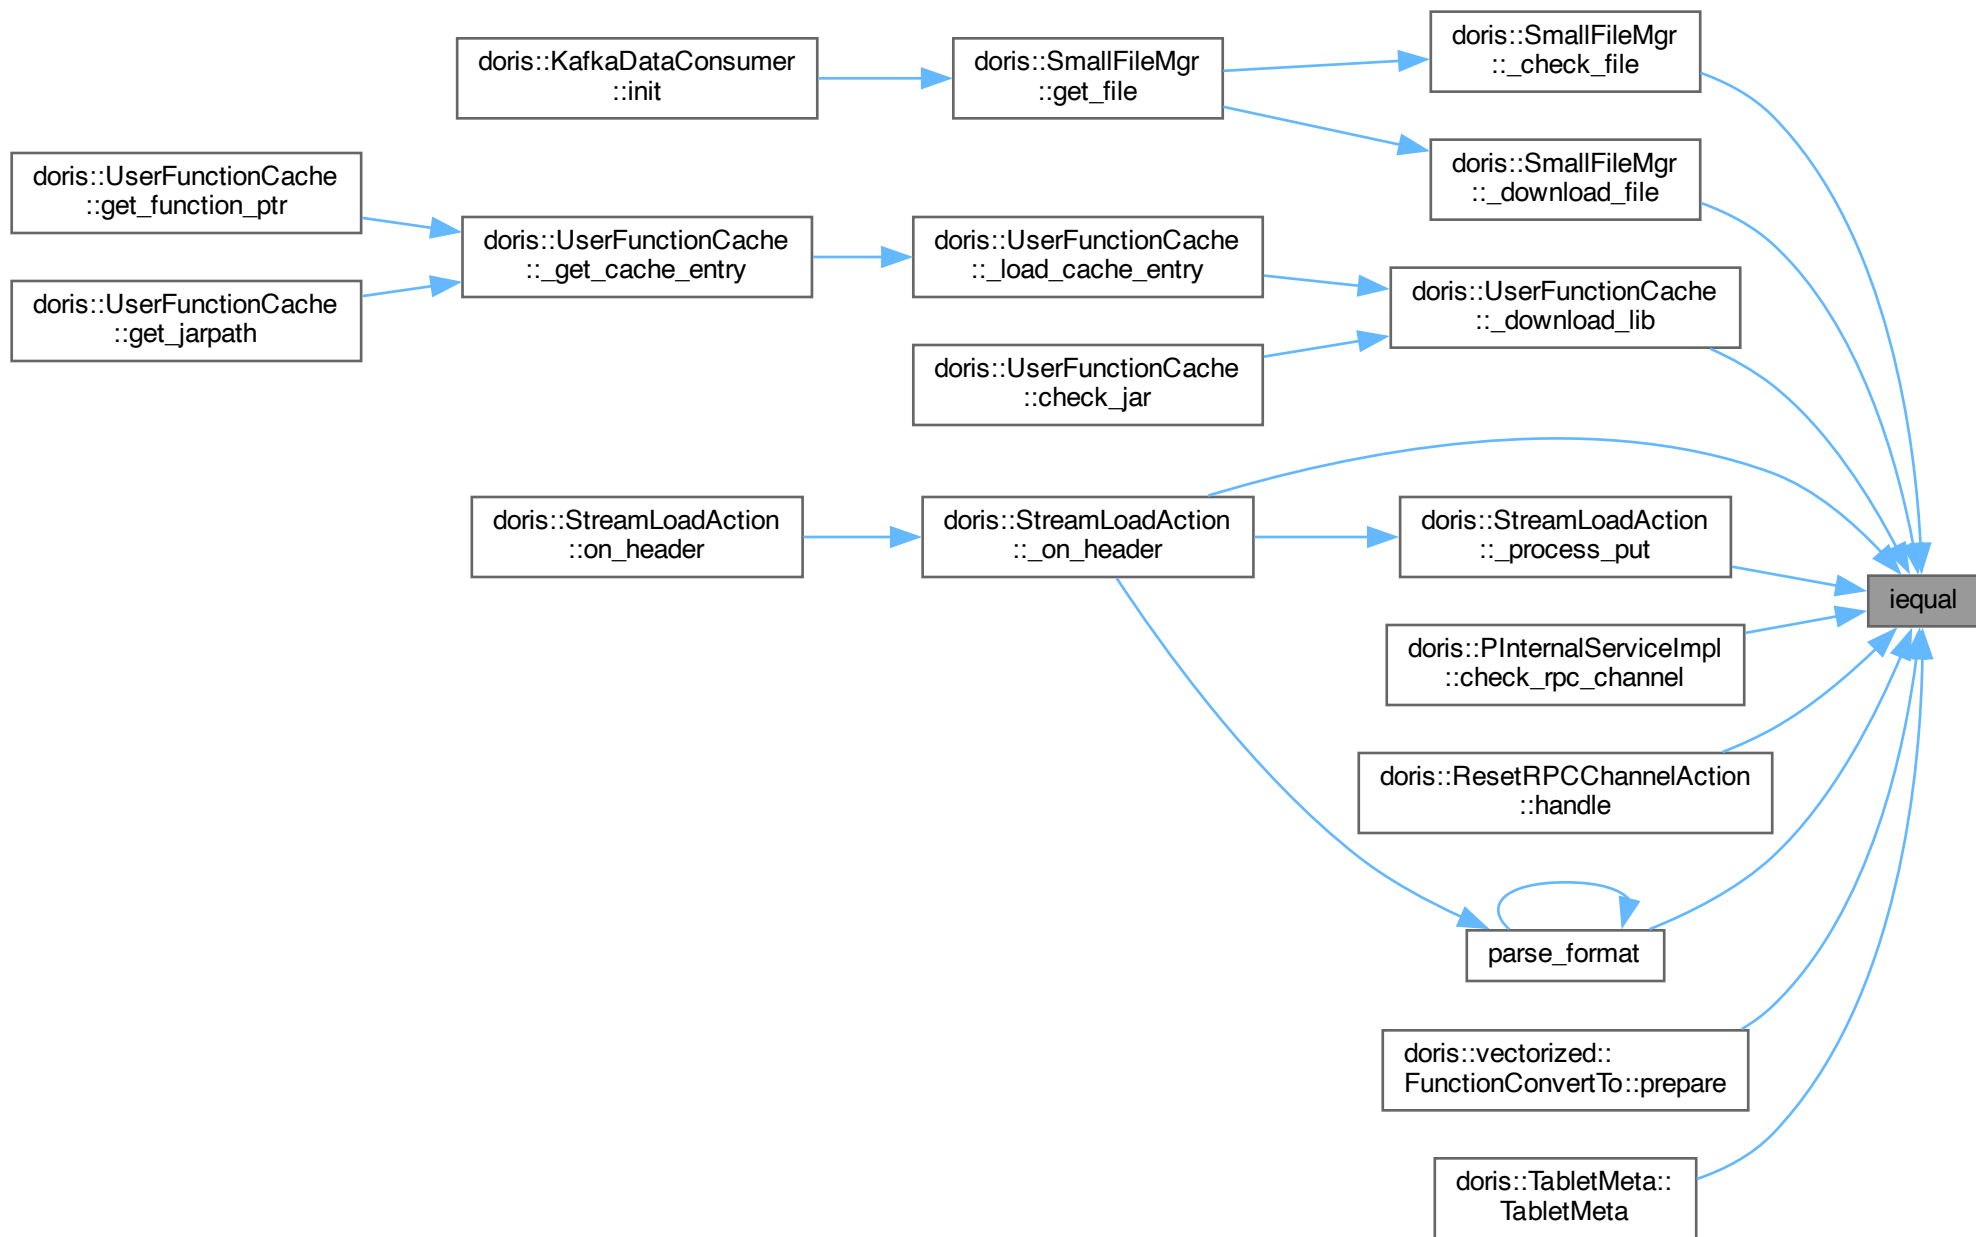 doris::SmallFileMgr
::_check_file
doris::KafkaDataConsumer
::init
doris::SmallFileMgr
::get_file
doris::SmallFileMgr
::_download_file
doris::UserFunctionCache
::get_function_ptr
doris::UserFunctionCache
::_get_cache_entry
doris::UserFunctionCache
::_load_cache_entry
doris::UserFunctionCache
::_download_lib
doris::UserFunctionCache
::get_jarpath
doris::UserFunctionCache
::check_jar
doris::StreamLoadAction
::on_header
doris::StreamLoadAction
::_on_header
doris::StreamLoadAction
::_process_put
iequal
doris::PInternalServiceImpl
::check_rpc_channel
doris::ResetRPCChannelAction
::handle
parse_format
doris::vectorized::
FunctionConvertTo::prepare
doris::TabletMeta::
TabletMeta